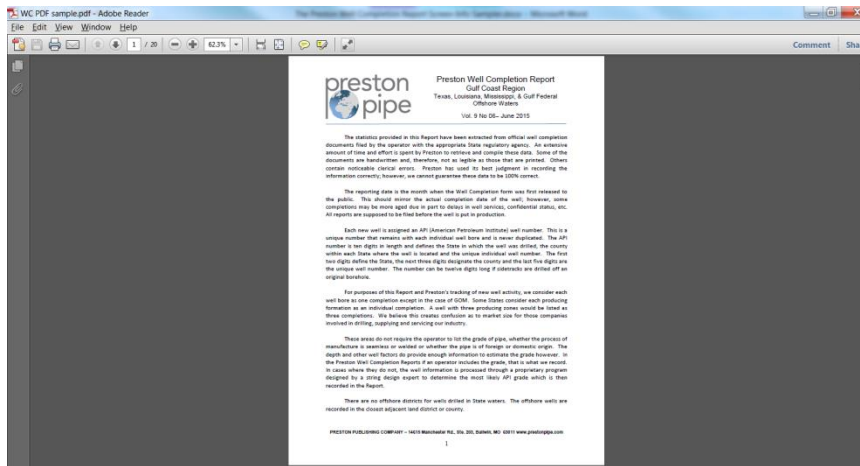 WC PDF sample.pdf - Adobe Reader
File Edit View Window Help
1 / 20 62.3% Comment
preston
pipe
Preston Well Completion Report
Gulf Coast Region
Texas, Louisiana, Mississippi, & Gulf Federal
Offshore Waters
Vol. 9 No 06– June 2015
The statistics provided in this Report have been extracted from official well completion
documents filed by the operator with the appropriate State regulatory agency. An extensive
amount of time and effort is spent by Preston to retrieve and compile these data. Some of the
documents are handwritten and, therefore, not as legible as those that are printed. Others
contain noticeable clerical errors. Preston has used its best judgment in recording the
information correctly; however, we cannot guarantee these data to be 100% correct.
The reporting date is the month when the Well Completion form was first released to
the public. This should mirror the actual completion date of the well; however, some
completions may be more aged due in part to delays in well services, confidential status, etc.
All reports are supposed to be filed before the well is put in production.
Each new well is assigned an API (American Petroleum Institute) well number. This is a
unique number that remains with each individual well bore and is never duplicated. The API
number is ten digits in length and defines the State in which the well was drilled, the county
within each State where the well is located and the unique individual well number. The first
two digits define the State, the next three digits designate the county and the last five digits are
the unique well number. The number can be twelve digits long if sidetracks are drilled off an
original borehole.
For purposes of this Report and Preston's tracking of new well activity, we consider each
well bore as one completion except in the case of GOM. Some States consider each producing
formation as an individual completion. A well with three producing zones would be listed as
three completions. We believe this creates confusion as to market size for those companies
involved in drilling, supplying and servicing our industry.
These areas do not require the operator to list the grade of pipe, whether the process of
manufacture is seamless or welded or whether the pipe is of foreign or domestic origin. The
depth and other well factors do provide enough information to estimate the grade however. In
the Preston Well Completion Reports if an operator includes the grade, that is what we record.
In cases where they do not, the well information is processed through a proprietary program
designed by a string design expert to determine the most likely API grade which is then
recorded in the Report.
There are no offshore districts for wells drilled in State waters. The offshore wells are
recorded in the closest adjacent land district or county.
PRESTON PUBLISHING COMPANY – Manchester Rd., Ste. 200, Ballwin, MO 63011 www.prestonpipe.com
1